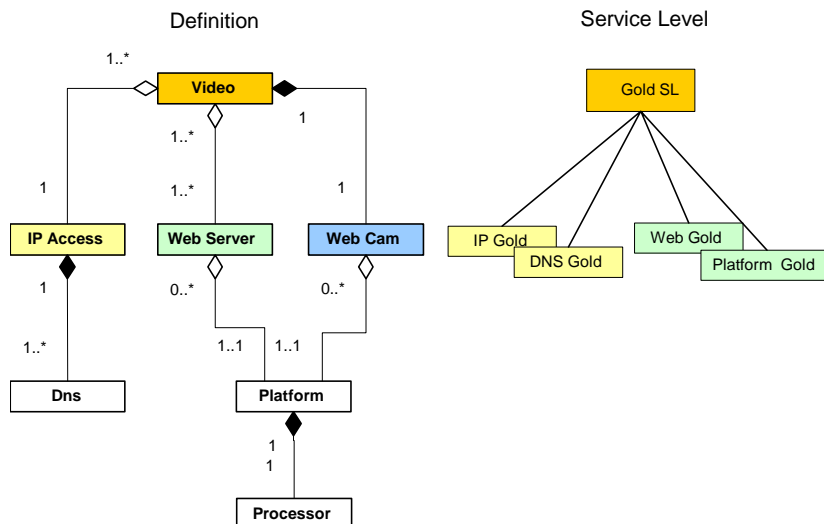 Definition
Service Level
1..*
Video
Gold SL
1..*
1
1
1..*
1
IP Access
Web Server
Web Cam
IP Gold
DNS Gold
Web Gold
Platform Gold
1
0..*
0..*
1..*
1..1
1..1
Dns
Platform
1
1
Processor